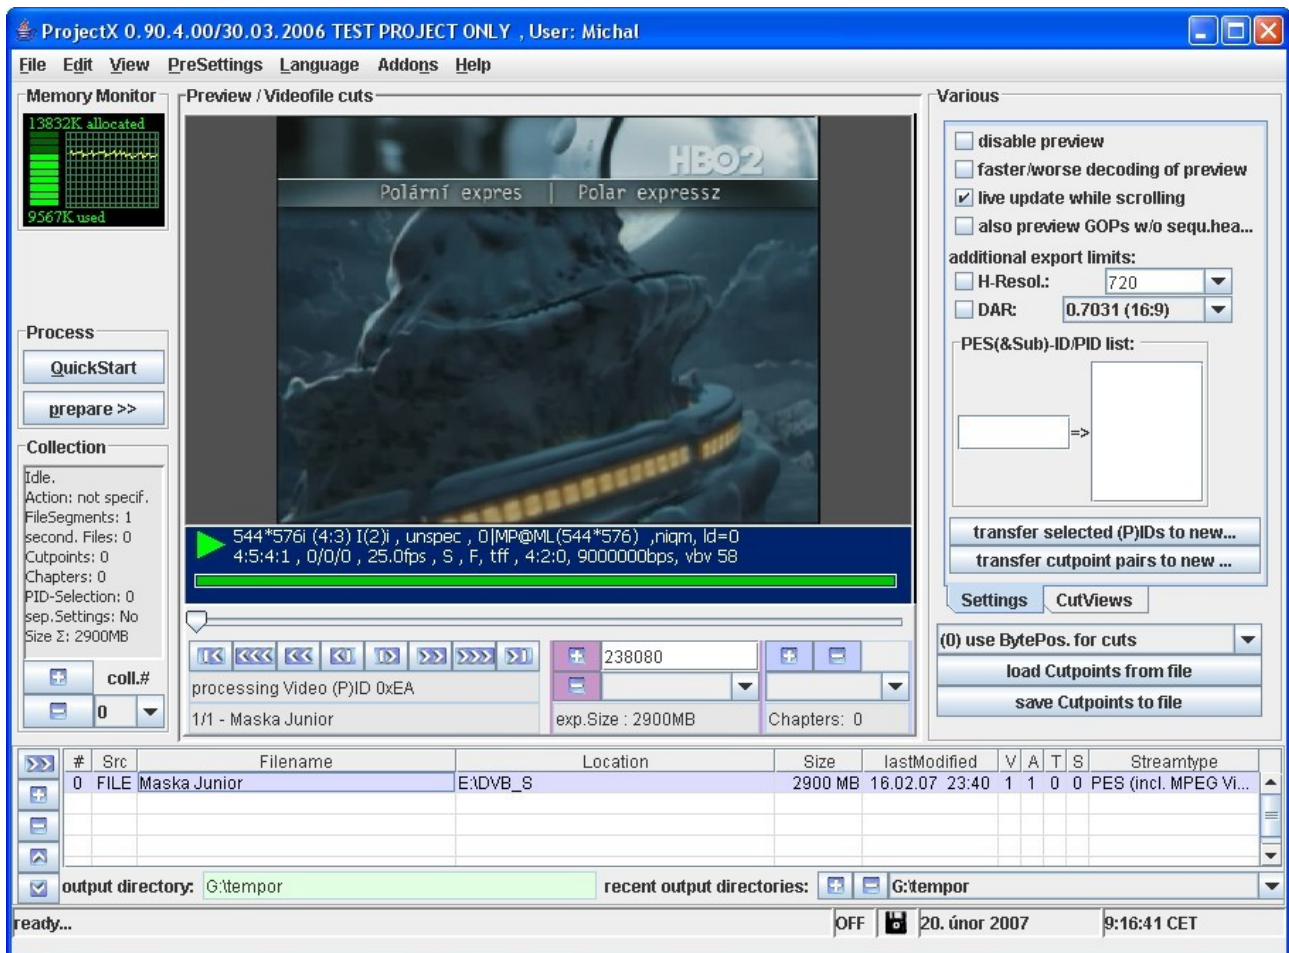 ProjectX 0.90.4.00/30.03.2006 TEST PROJECT ONLY , User: Michal
File Edit View PreSettings Language Addons Help
Memory Monitor
13832K allocated
9567K used
Process
QuickStart
prepare >>
Collection
Idle.
Action: not specif.
FileSegments: 1
second. Files: 0
Cutpoints: 0
Chapters: 0
PID-Selection: 0
sep.Settings: No
Size Σ: 2900MB
coll.#
0
Preview / Videofile cuts
HBO2
Polární expres | Polar expressz
544*576i (4:3) I(2)i , unspec , 0|MP@ML(544*576) ,niqm, ld=0
4:5:4:1 , 0/0/0 , 25.0fps , S , F, tff , 4:2:0, 9000000bps, vbv 58
238080
processing Video (P)ID 0xEA
1/1 - Maska Junior
exp.Size : 2900MB
Chapters: 0
Various
disable preview
faster/worse decoding of preview
live update while scrolling
also preview GOPs w/o sequ.hea...
additional export limits:
H-Resol.: 720
DAR: 0.7031 (16:9)
PES(&Sub)-ID/PID list:
=>
transfer selected (P)IDs to new...
transfer cutpoint pairs to new ...
Settings CutViews
(0) use BytePos. for cuts
load Cutpoints from file
save Cutpoints to file
# Src Filename Location Size lastModified V A T S Streamtype
0 FILE Maska Junior E:\DVB_S 2900 MB 16.02.07 23:40 1 1 0 0 PES (incl. MPEG Vi...
output directory: G:\tempor recent output directories: G:\tempor
ready... OFF 20. únor 2007 9:16:41 CET